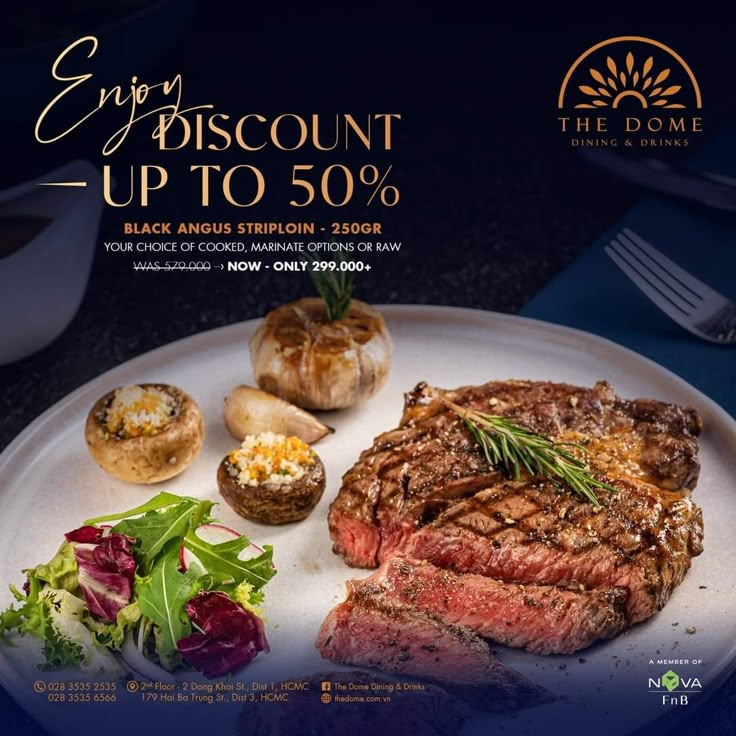 Enjoy
DISCOUNT
UP TO 50%
BLACK ANGUS STRIPLOIN - 250GR
YOUR CHOICE OF COOKED, MARINATE OPTIONS OR RAW
WAS 579.000 → NOW - ONLY 299.000+
THE DOME
DINING & DRINKS
028 3535 2535
028 3535 6566
2nd Floor - 2 Dong Khoi St., Dist 1, HCMC
179 Hai Ba Trung St., Dist 3, HCMC
The Dome Dining & Drinks
thedome.com.vn
A MEMBER OF
NOVA
FnB